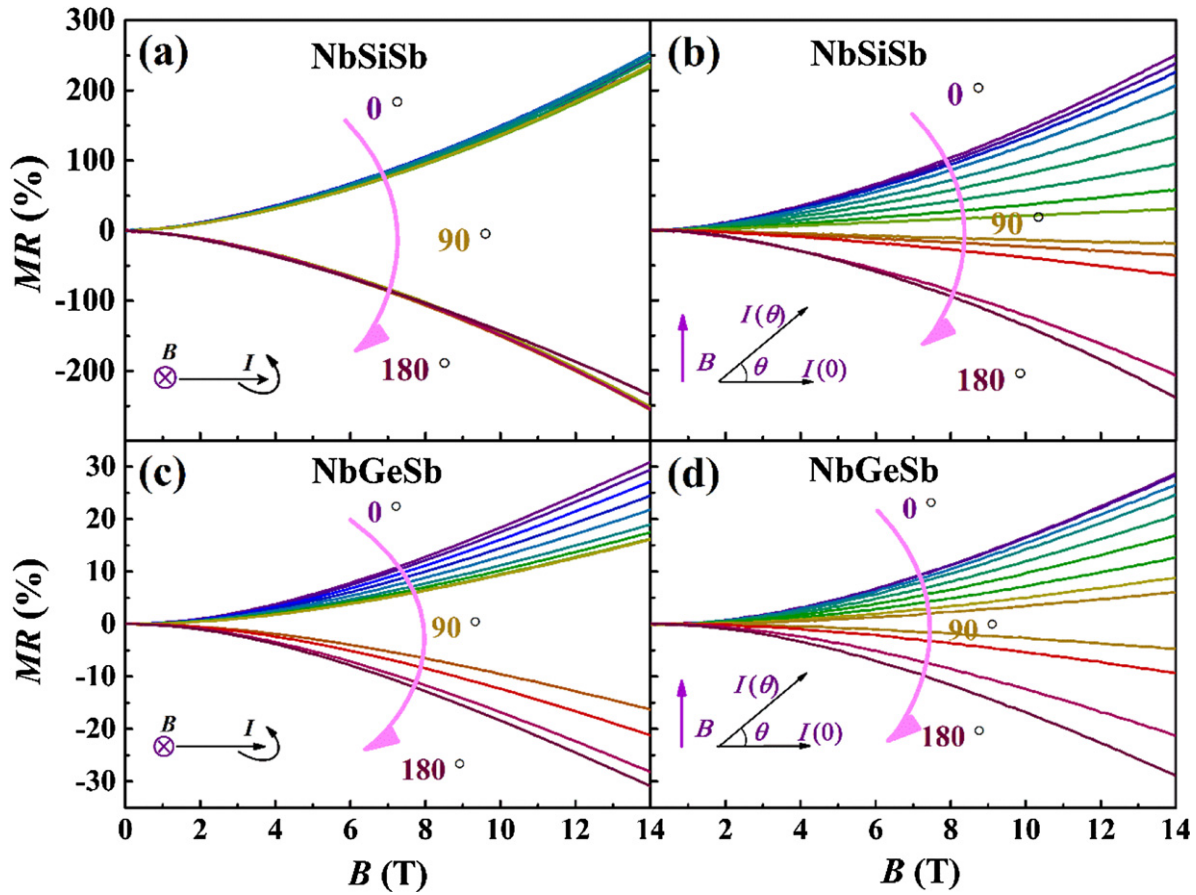 300
200
100
0
-100
-200
MR (%)
(a)
NbSiSb
0 °
90 °
180 °
B
I
(b)
NbSiSb
0 °
90 °
180 °
B
I(θ)
θ
I(0)
30
20
10
0
-10
-20
-30
MR (%)
(c)
NbGeSb
0 °
90 °
180 °
B
I
0 2 4 6 8 10 12 14
B (T)
(d)
NbGeSb
0 °
90 °
180 °
B
I(θ)
θ
I(0)
2 4 6 8 10 12 14
B (T)